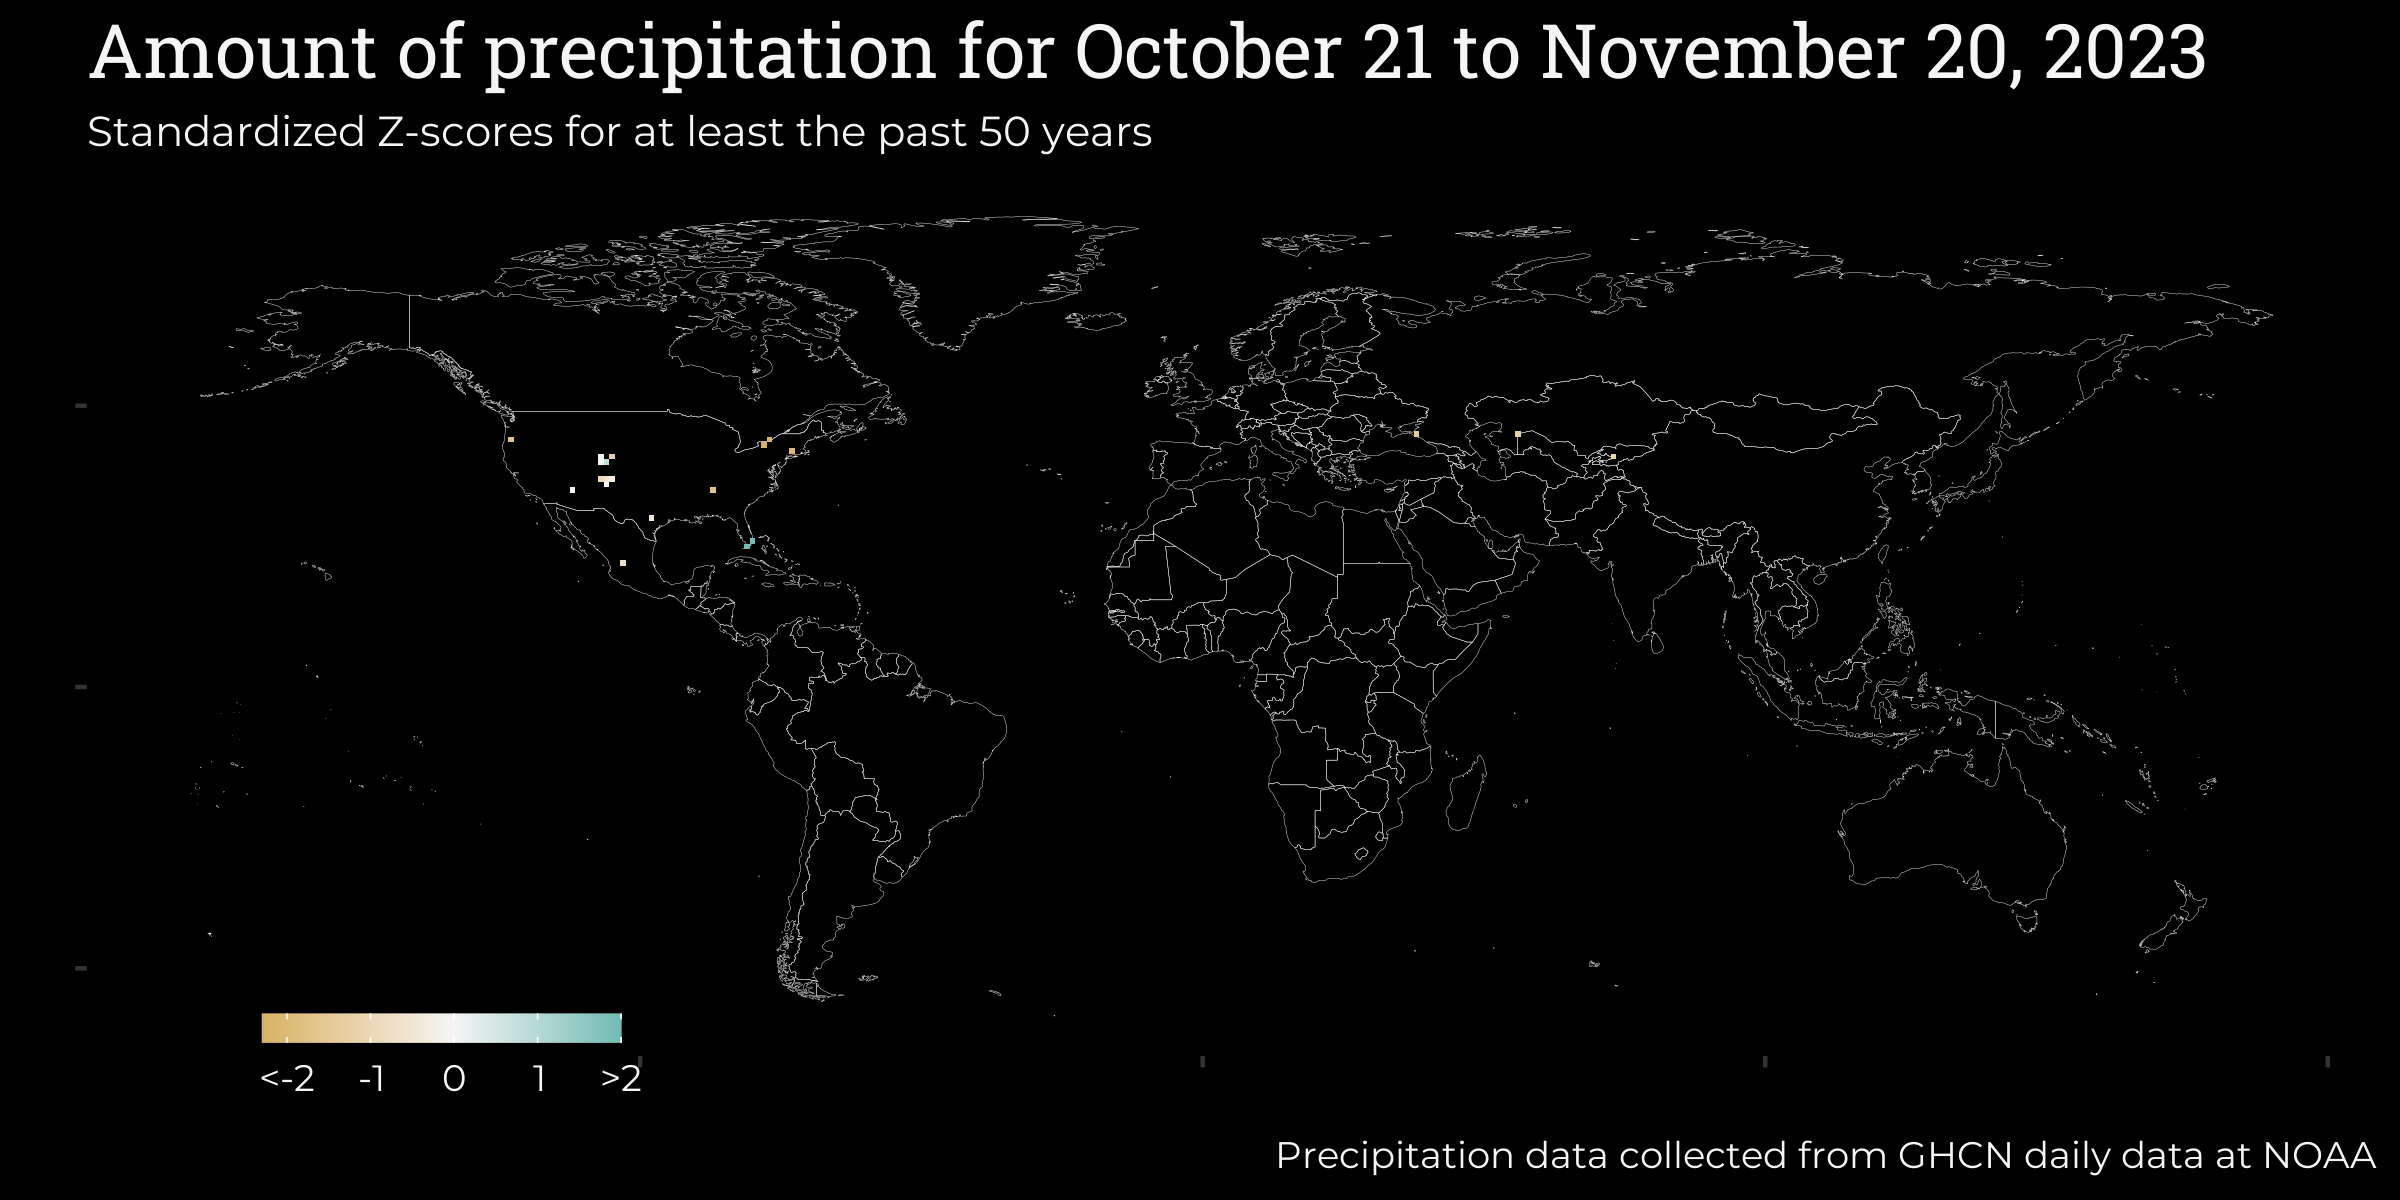 Amount of precipitation for October 21 to November 20, 2023
Standardized Z-scores for at least the past 50 years
<-2 -1 0 1 >2
Precipitation data collected from GHCN daily data at NOAA